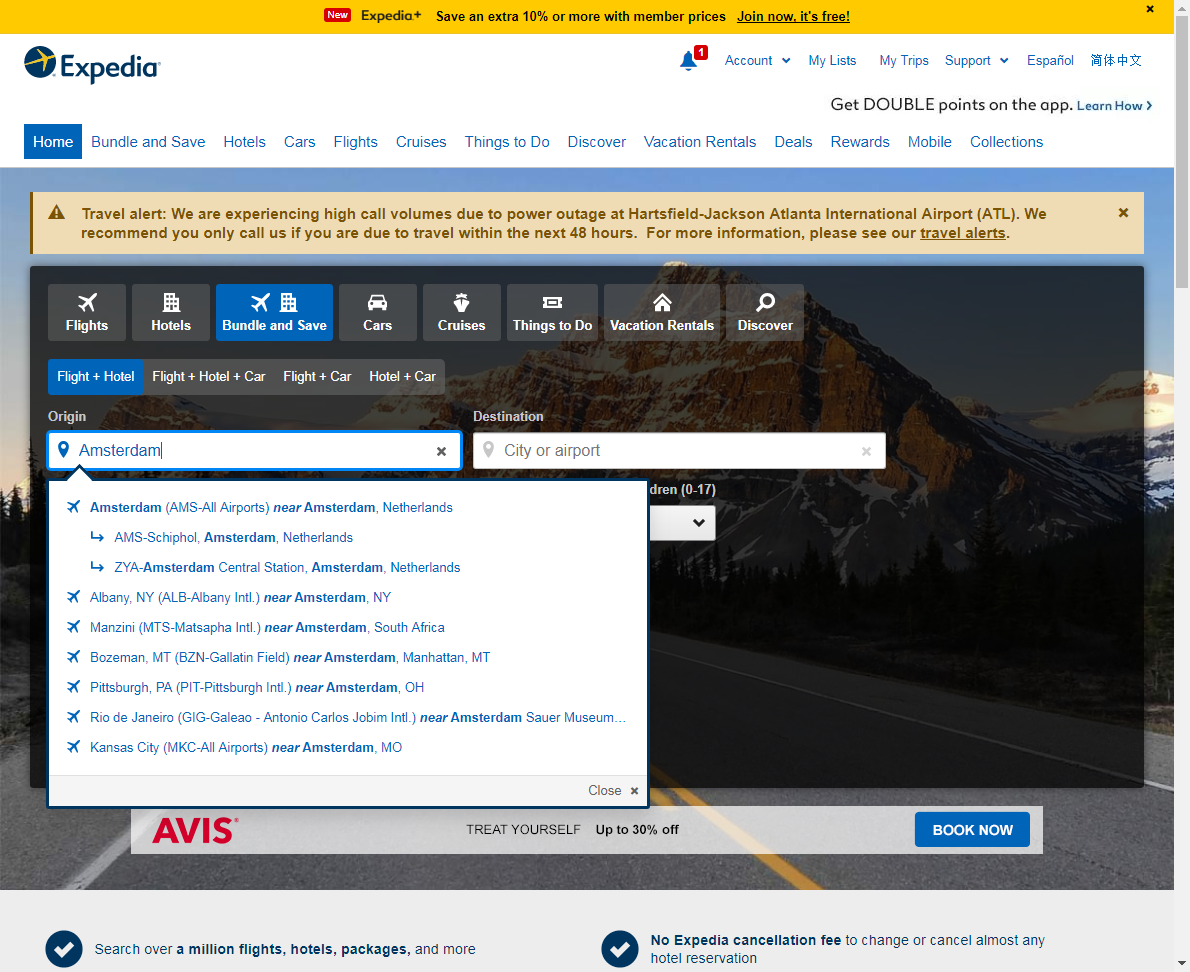 New Expedia+ Save an extra 10% or more with member prices Join now, it's free!
Expedia
1 Account My Lists My Trips Support Español 简体中文
Get DOUBLE points on the app. Learn How
Home Bundle and Save Hotels Cars Flights Cruises Things to Do Discover Vacation Rentals Deals Rewards Mobile Collections
Travel alert: We are experiencing high call volumes due to power outage at Hartsfield-Jackson Atlanta International Airport (ATL). We
recommend you only call us if you are due to travel within the next 48 hours. For more information, please see our travel alerts.
Flights Hotels Bundle and Save Cars Cruises Things to Do Vacation Rentals Discover
Flight + Hotel Flight + Hotel + Car Flight + Car Hotel + Car
Origin Destination
Amsterdam City or airport
dren (0-17)
Amsterdam (AMS-All Airports) near Amsterdam, Netherlands
AMS-Schiphol, Amsterdam, Netherlands
ZYA-Amsterdam Central Station, Amsterdam, Netherlands
Albany, NY (ALB-Albany Intl.) near Amsterdam, NY
Manzini (MTS-Matsapha Intl.) near Amsterdam, South Africa
Bozeman, MT (BZN-Gallatin Field) near Amsterdam, Manhattan, MT
Pittsburgh, PA (PIT-Pittsburgh Intl.) near Amsterdam, OH
Rio de Janeiro (GIG-Galeao - Antonio Carlos Jobim Intl.) near Amsterdam Sauer Museum...
Kansas City (MKC-All Airports) near Amsterdam, MO
Close
AVIS TREAT YOURSELF Up to 30% off BOOK NOW
Search over a million flights, hotels, packages, and more
No Expedia cancellation fee to change or cancel almost any
hotel reservation